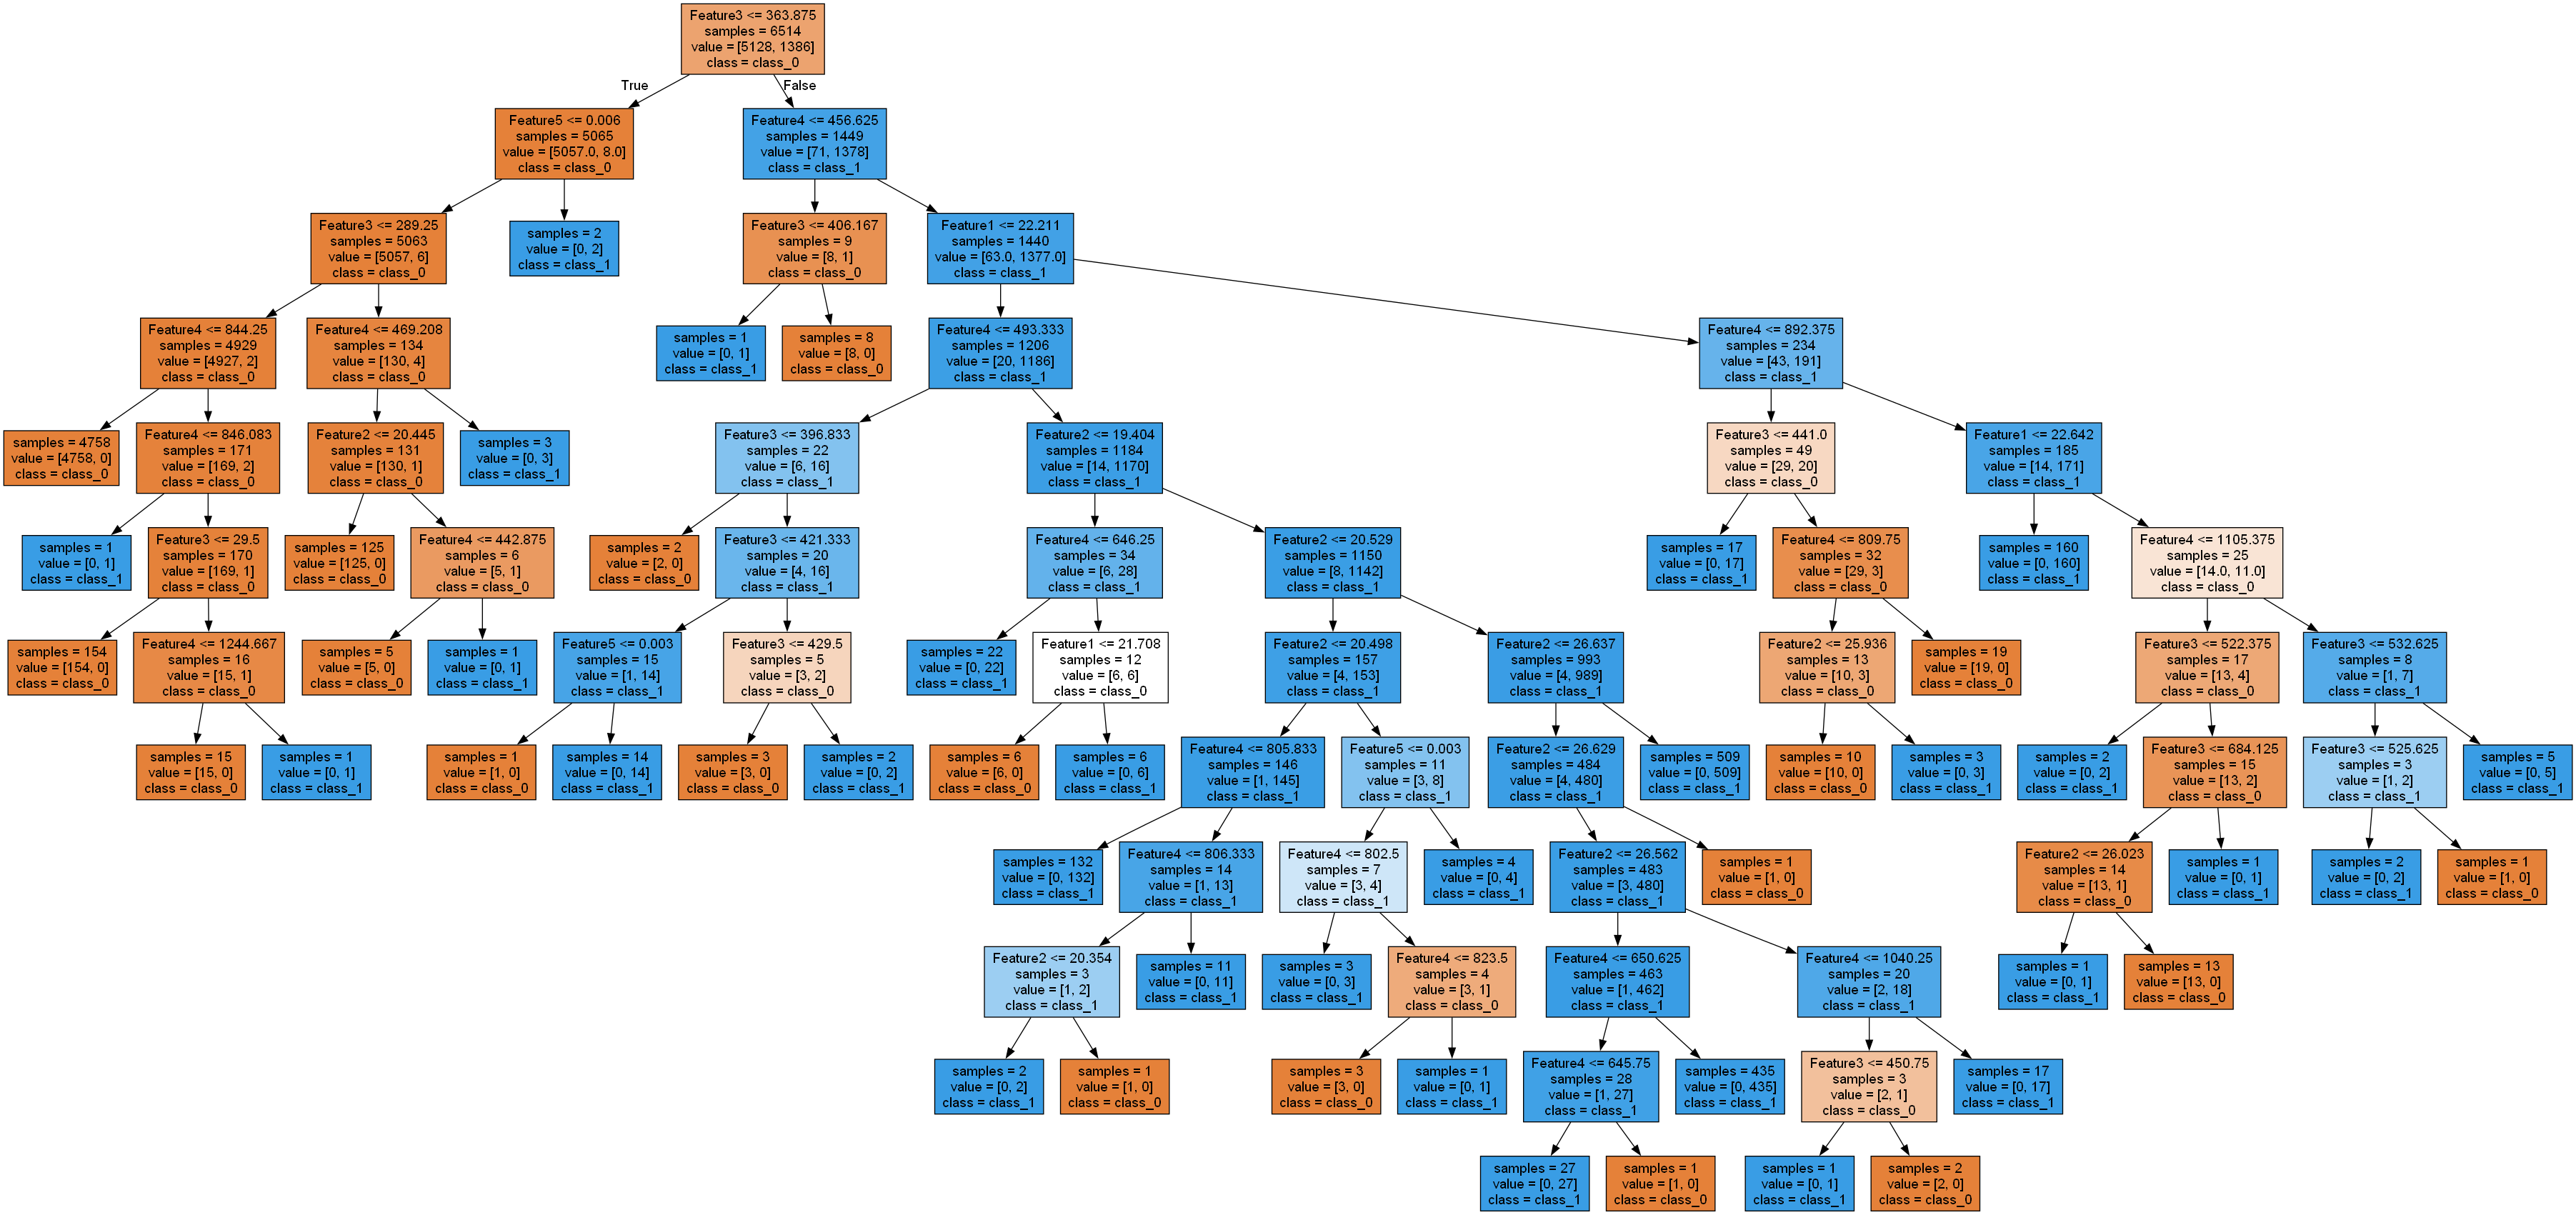 Feature3 <= 363.875
samples = 6514
value = [5128, 1386]
class = class_0
True
False
Feature5 <= 0.006
samples = 5065
value = [5057.0, 8.0]
class = class_0
Feature4 <= 456.625
samples = 1449
value = [71, 1378]
class = class_1
Feature3 <= 289.25
samples = 5063
value = [5057, 6]
class = class_0
samples = 2
value = [0, 2]
class = class_1
Feature3 <= 406.167
samples = 9
value = [8, 1]
class = class_0
Feature1 <= 22.211
samples = 1440
value = [63.0, 1377.0]
class = class_1
Feature4 <= 844.25
samples = 4929
value = [4927, 2]
class = class_0
Feature4 <= 469.208
samples = 134
value = [130, 4]
class = class_0
samples = 1
value = [0, 1]
class = class_1
samples = 8
value = [8, 0]
class = class_0
Feature4 <= 493.333
samples = 1206
value = [20, 1186]
class = class_1
Feature4 <= 892.375
samples = 234
value = [43, 191]
class = class_1
samples = 4758
value = [4758, 0]
class = class_0
Feature4 <= 846.083
samples = 171
value = [169, 2]
class = class_0
Feature2 <= 20.445
samples = 131
value = [130, 1]
class = class_0
samples = 3
value = [0, 3]
class = class_1
Feature3 <= 396.833
samples = 22
value = [6, 16]
class = class_1
Feature2 <= 19.404
samples = 1184
value = [14, 1170]
class = class_1
Feature3 <= 441.0
samples = 49
value = [29, 20]
class = class_0
Feature1 <= 22.642
samples = 185
value = [14, 171]
class = class_1
samples = 1
value = [0, 1]
class = class_1
Feature3 <= 29.5
samples = 170
value = [169, 1]
class = class_0
samples = 125
value = [125, 0]
class = class_0
Feature4 <= 442.875
samples = 6
value = [5, 1]
class = class_0
samples = 2
value = [2, 0]
class = class_0
Feature3 <= 421.333
samples = 20
value = [4, 16]
class = class_1
Feature4 <= 646.25
samples = 34
value = [6, 28]
class = class_1
Feature2 <= 20.529
samples = 1150
value = [8, 1142]
class = class_1
samples = 17
value = [0, 17]
class = class_1
Feature4 <= 809.75
samples = 32
value = [29, 3]
class = class_0
samples = 160
value = [0, 160]
class = class_1
Feature4 <= 1105.375
samples = 25
value = [14.0, 11.0]
class = class_0
samples = 154
value = [154, 0]
class = class_0
Feature4 <= 1244.667
samples = 16
value = [15, 1]
class = class_0
samples = 5
value = [5, 0]
class = class_0
samples = 1
value = [0, 1]
class = class_1
Feature5 <= 0.003
samples = 15
value = [1, 14]
class = class_1
Feature3 <= 429.5
samples = 5
value = [3, 2]
class = class_0
samples = 22
value = [0, 22]
class = class_1
Feature1 <= 21.708
samples = 12
value = [6, 6]
class = class_0
Feature2 <= 20.498
samples = 157
value = [4, 153]
class = class_1
Feature2 <= 26.637
samples = 993
value = [4, 989]
class = class_1
Feature2 <= 25.936
samples = 13
value = [10, 3]
class = class_0
samples = 19
value = [19, 0]
class = class_0
Feature3 <= 522.375
samples = 17
value = [13, 4]
class = class_0
Feature3 <= 532.625
samples = 8
value = [1, 7]
class = class_1
samples = 15
value = [15, 0]
class = class_0
samples = 1
value = [0, 1]
class = class_1
samples = 1
value = [1, 0]
class = class_0
samples = 14
value = [0, 14]
class = class_1
samples = 3
value = [3, 0]
class = class_0
samples = 2
value = [0, 2]
class = class_1
samples = 6
value = [6, 0]
class = class_0
samples = 6
value = [0, 6]
class = class_1
Feature4 <= 805.833
samples = 146
value = [1, 145]
class = class_1
Feature5 <= 0.003
samples = 11
value = [3, 8]
class = class_1
Feature2 <= 26.629
samples = 484
value = [4, 480]
class = class_1
samples = 509
value = [0, 509]
class = class_1
samples = 10
value = [10, 0]
class = class_0
samples = 3
value = [0, 3]
class = class_1
samples = 2
value = [0, 2]
class = class_1
Feature3 <= 684.125
samples = 15
value = [13, 2]
class = class_0
Feature3 <= 525.625
samples = 3
value = [1, 2]
class = class_1
samples = 5
value = [0, 5]
class = class_1
samples = 132
value = [0, 132]
class = class_1
Feature4 <= 806.333
samples = 14
value = [1, 13]
class = class_1
Feature4 <= 802.5
samples = 7
value = [3, 4]
class = class_1
samples = 4
value = [0, 4]
class = class_1
Feature2 <= 26.562
samples = 483
value = [3, 480]
class = class_1
samples = 1
value = [1, 0]
class = class_0
Feature2 <= 26.023
samples = 14
value = [13, 1]
class = class_0
samples = 1
value = [0, 1]
class = class_1
samples = 2
value = [0, 2]
class = class_1
samples = 1
value = [1, 0]
class = class_0
Feature2 <= 20.354
samples = 3
value = [1, 2]
class = class_1
samples = 11
value = [0, 11]
class = class_1
samples = 3
value = [0, 3]
class = class_1
Feature4 <= 823.5
samples = 4
value = [3, 1]
class = class_0
Feature4 <= 650.625
samples = 463
value = [1, 462]
class = class_1
Feature4 <= 1040.25
samples = 20
value = [2, 18]
class = class_1
samples = 1
value = [0, 1]
class = class_1
samples = 13
value = [13, 0]
class = class_0
samples = 2
value = [0, 2]
class = class_1
samples = 1
value = [1, 0]
class = class_0
samples = 3
value = [3, 0]
class = class_0
samples = 1
value = [0, 1]
class = class_1
Feature4 <= 645.75
samples = 28
value = [1, 27]
class = class_1
samples = 435
value = [0, 435]
class = class_1
Feature3 <= 450.75
samples = 3
value = [2, 1]
class = class_0
samples = 17
value = [0, 17]
class = class_1
samples = 27
value = [0, 27]
class = class_1
samples = 1
value = [1, 0]
class = class_0
samples = 1
value = [0, 1]
class = class_1
samples = 2
value = [2, 0]
class = class_0